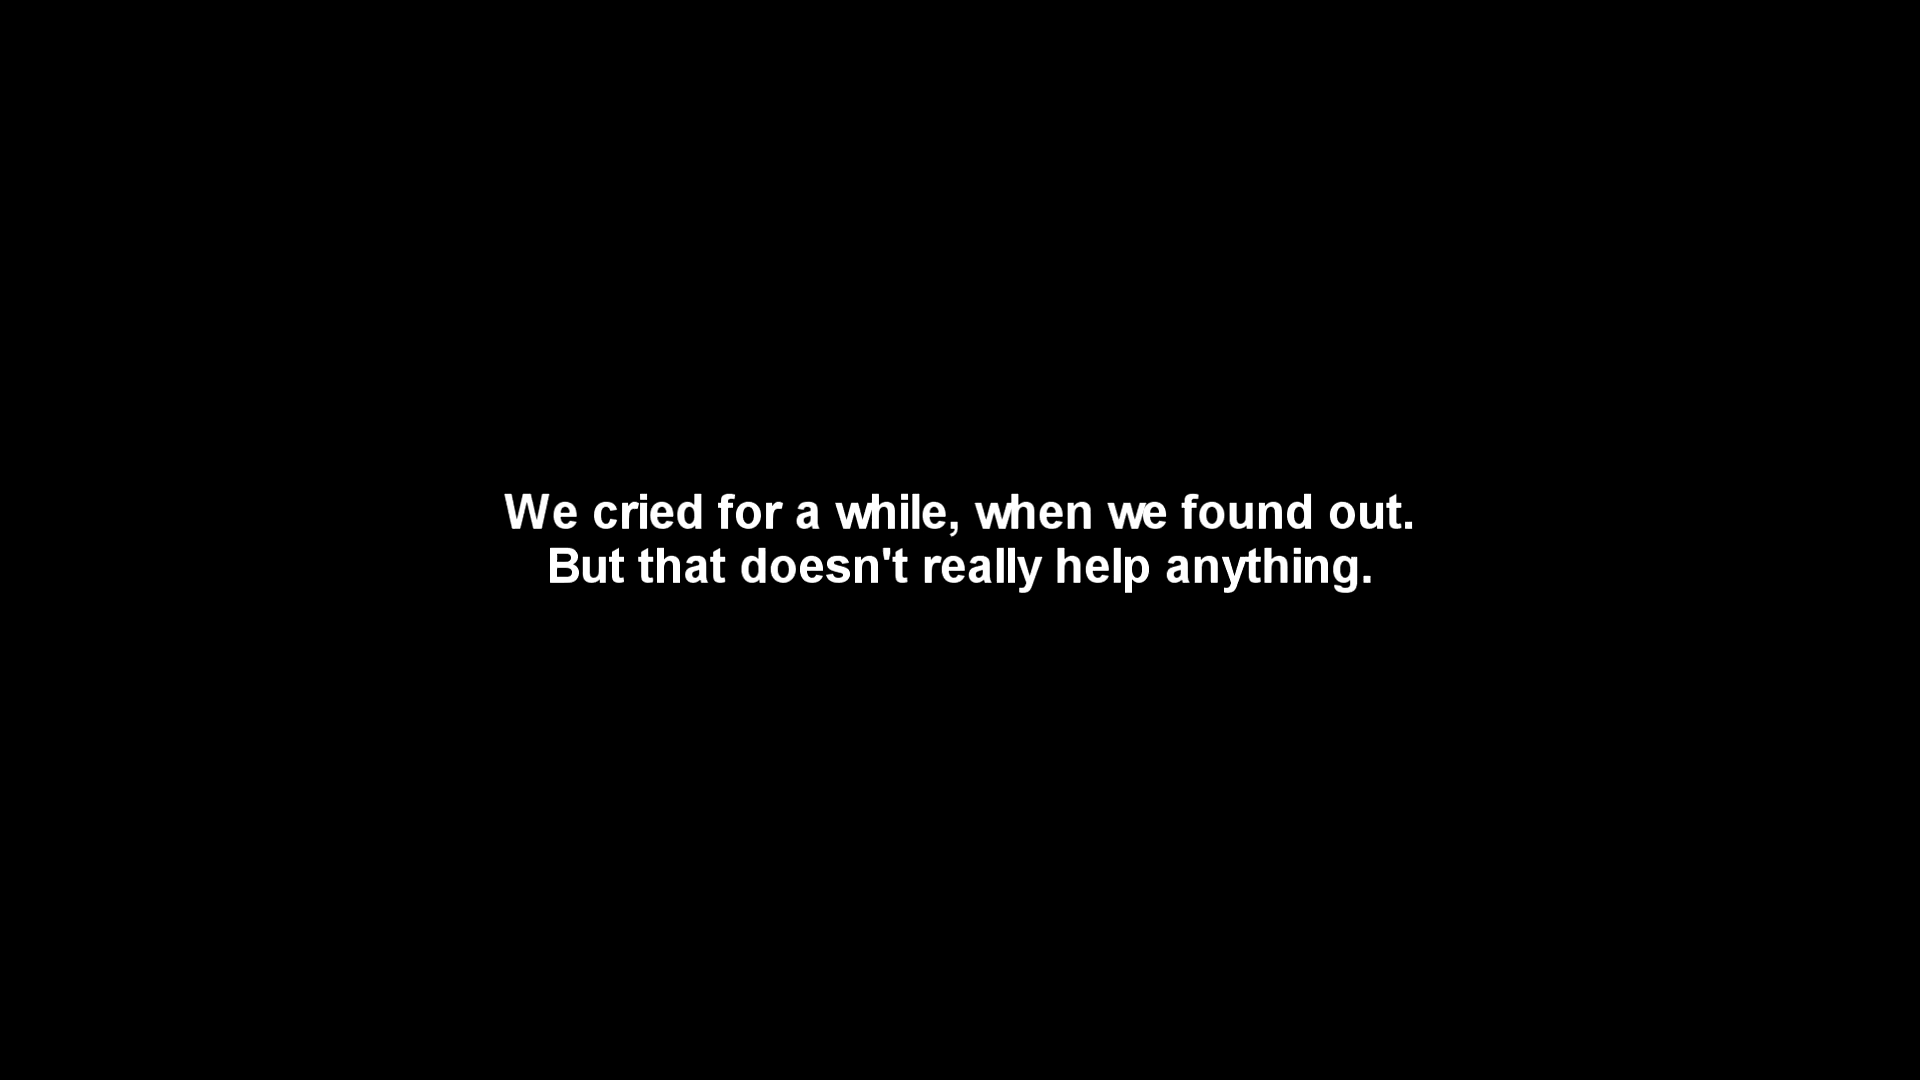 We cried for a while, when we found out.
But that doesn't really help anything.